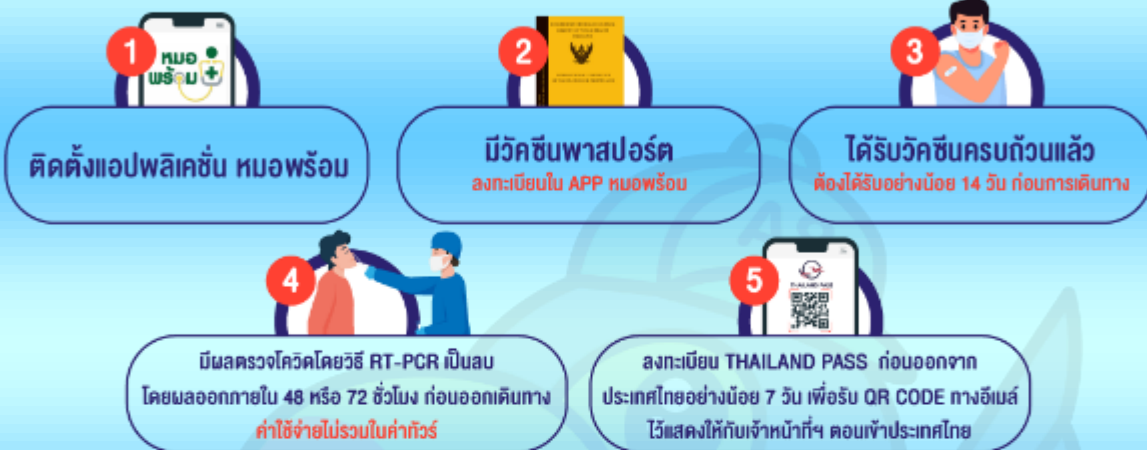 1
หมอ
พร้อม
ติดตั้งแอปพลิเคชั่น หมอพร้อม
2
มีวัคซีนพาสปอร์ต
ลงทะเบียนใน APP หมอพร้อม
3
ได้รับวัคซีนครบถ้วนแล้ว
ต้องได้รับอย่างน้อย 14 วัน ก่อนการเดินทาง
4
มีผลตรวจโควิดโดยวิธี RT-PCR เป็นลบ
โดยผลออกภายใน 48 หรือ 72 ชั่วโมง ก่อนออกเดินทาง
ค่าใช้จ่ายไม่รวมในค่าทัวร์
5
THAILAND PASS
ลงทะเบียน THAILAND PASS ก่อนออกจาก
ประเทศไทยอย่างน้อย 7 วัน เพื่อรับ QR CODE ทางอีเมล์
ไว้แสดงให้กับเจ้าหน้าที่ฯ ตอนเข้าประเทศไทย